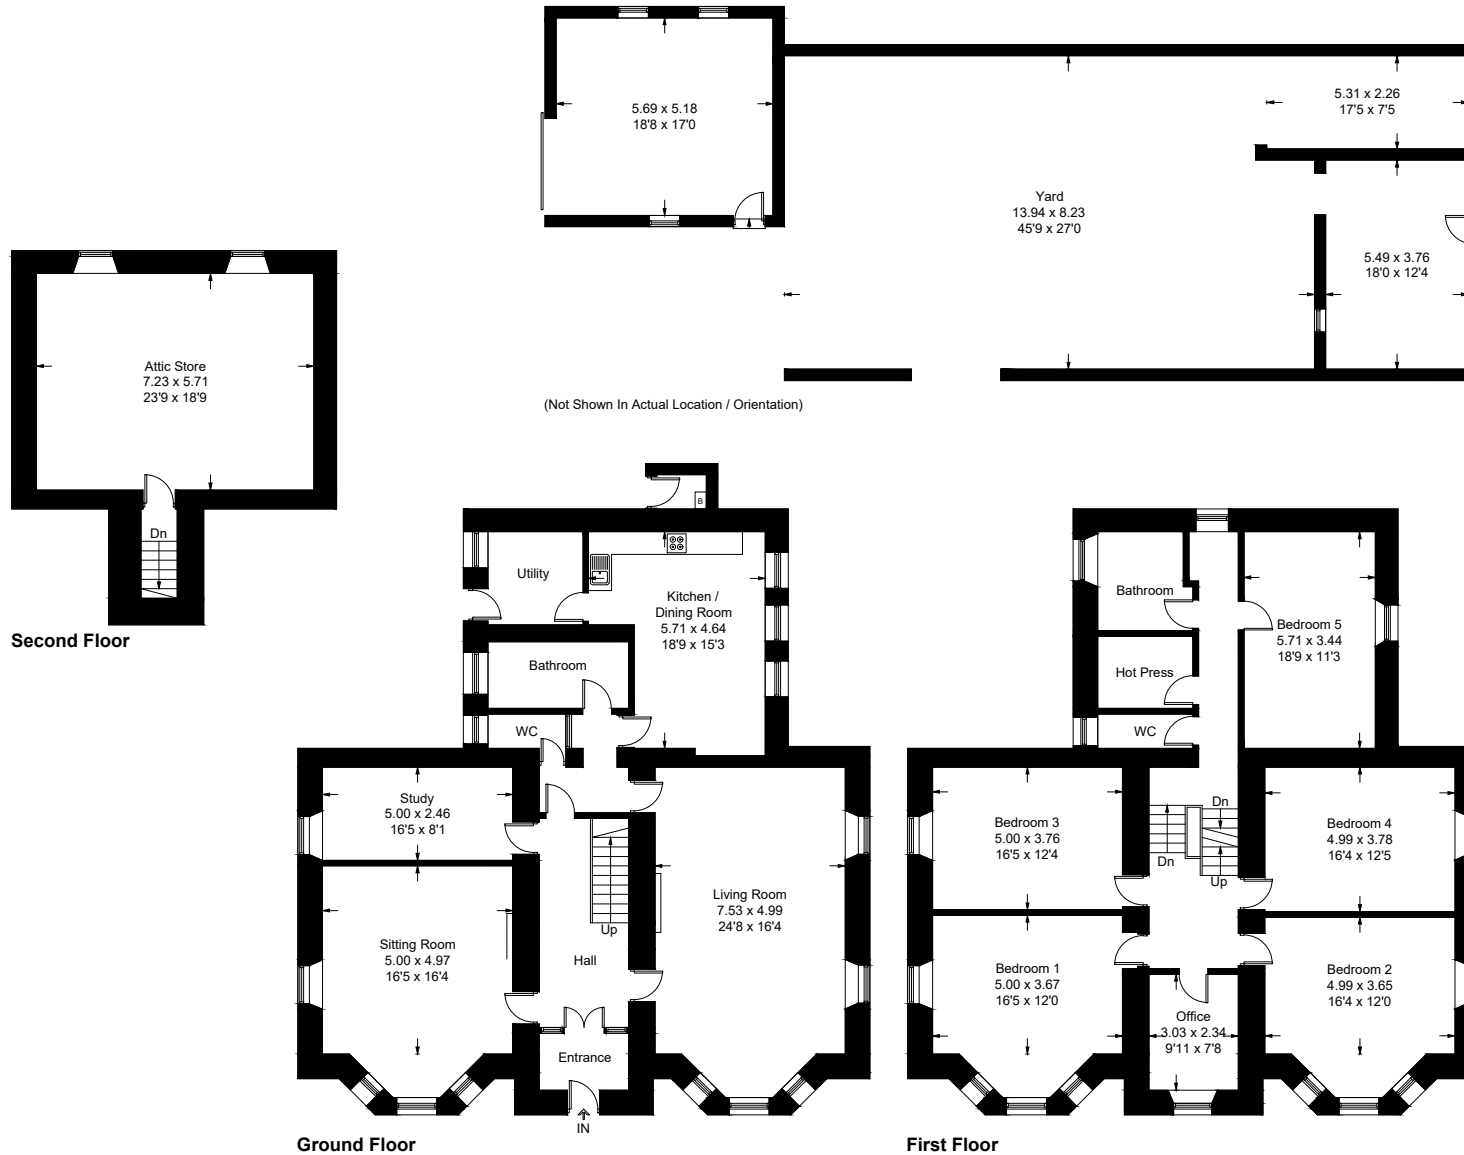 5.69 x 5.18
18'8 x 17'0
5.31 x 2.26
17'5 x 7'5
Yard
13.94 x 8.23
45'9 x 27'0
5.49 x 3.76
18'0 x 12'4
(Not Shown In Actual Location / Orientation)
Attic Store
7.23 x 5.71
23'9 x 18'9
Dn
Second Floor
B
Utility
Kitchen /
Dining Room
5.71 x 4.64
18'9 x 15'3
Bathroom
WC
Study
5.00 x 2.46
16'5 x 8'1
Living Room
7.53 x 4.99
24'8 x 16'4
Up
Sitting Room
5.00 x 4.97
16'5 x 16'4
Hall
Entrance
IN
Ground Floor
Bathroom
Bedroom 5
5.71 x 3.44
18'9 x 11'3
Hot Press
WC
Bedroom 3
5.00 x 3.76
16'5 x 12'4
Dn
Dn
Up
Bedroom 4
4.99 x 3.78
16'4 x 12'5
Bedroom 1
5.00 x 3.67
16'5 x 12'0
Bedroom 2
4.99 x 3.65
16'4 x 12'0
Office
3.03 x 2.34
9'11 x 7'8
First Floor